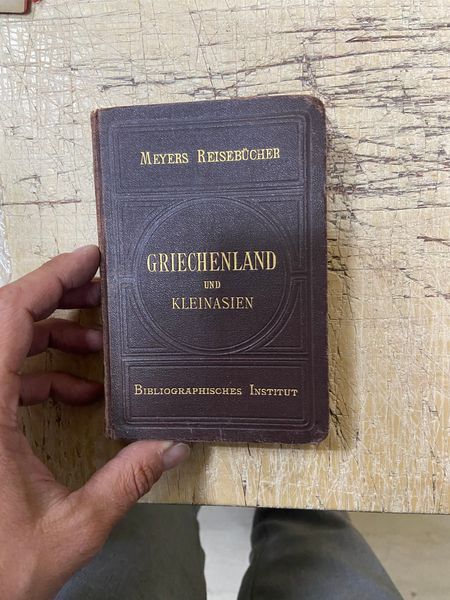 MEYERS REISEBÜCHER
GRIECHENLAND
UND
KLEINASIEN
BIBLIOGRAPHISCHES INSTITUT